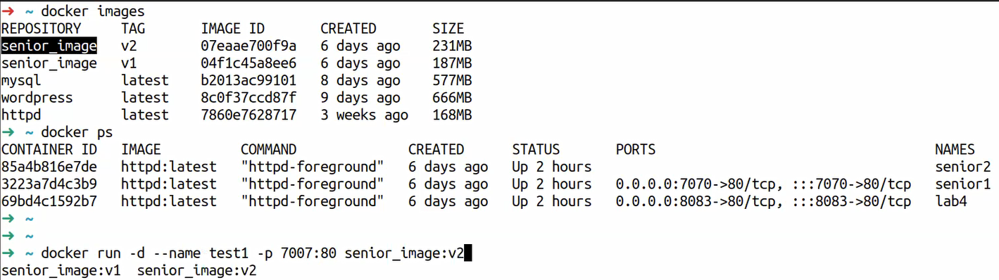 ➜ ~ docker images
REPOSITORY TAG IMAGE ID CREATED SIZE
senior_image v2 07eaae700f9a 6 days ago 231MB
senior_image v1 04f1c45a8ee6 6 days ago 187MB
mysql latest b2013ac99101 8 days ago 577MB
wordpress latest 8c0f37ccd87f 9 days ago 666MB
httpd latest 7860e7628717 3 weeks ago 168MB
➜ ~ docker ps
CONTAINER ID IMAGE COMMAND CREATED STATUS PORTS NAMES
85a4b816e7de httpd:latest "httpd-foreground" 6 days ago Up 2 hours senior2
3223a7d4c3b9 httpd:latest "httpd-foreground" 6 days ago Up 2 hours 0.0.0.0:7070->80/tcp, :::7070->80/tcp senior1
69bd4c1592b7 httpd:latest "httpd-foreground" 6 days ago Up 2 hours 0.0.0.0:8083->80/tcp, :::8083->80/tcp lab4
➜ ~
➜ ~
➜ ~ docker run -d --name test1 -p 7007:80 senior_image:v2
senior_image:v1 senior_image:v2